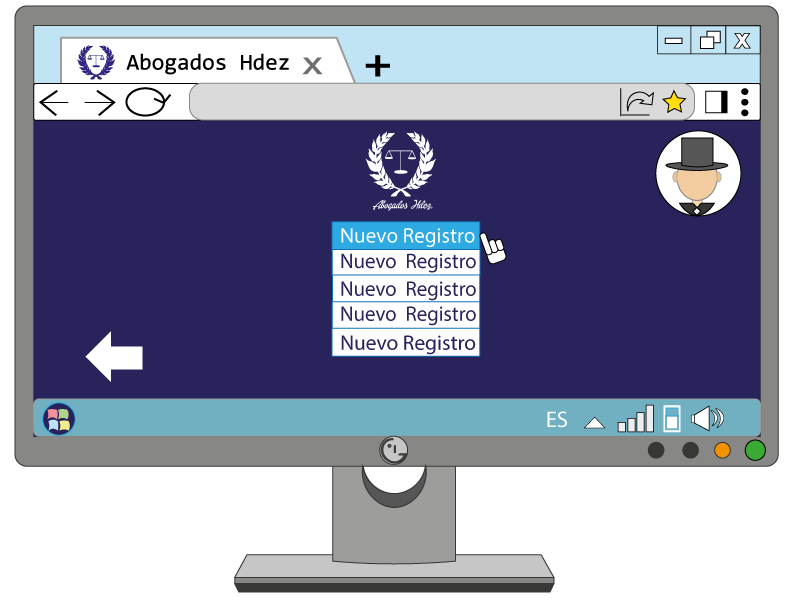 Abogados Hdez X
+
X
Abogados Hdez.
Nuevo Registro
Nuevo Registro
Nuevo Registro
Nuevo Registro
Nuevo Registro
ES